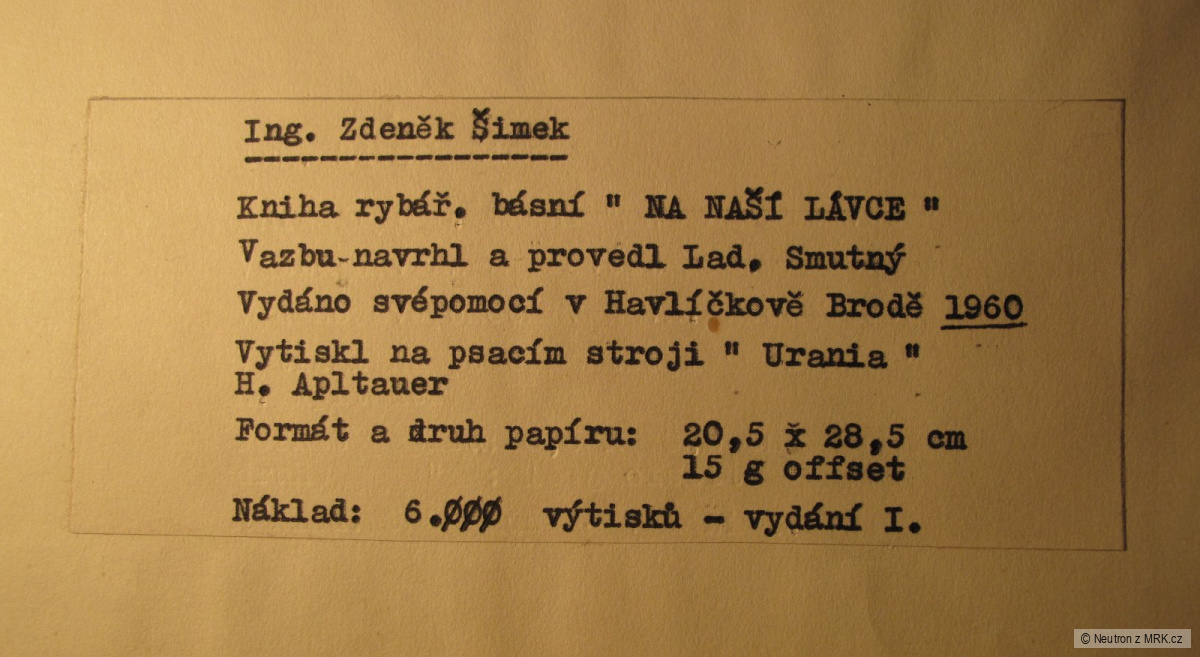 Ing. Zdeněk Šimek
Kniha rybář. básní " NA NAŠÍ LÁVCE "
Vazbu-navrhl a provedl Lad. Smutný
Vydáno svépomocí v Havlíčkově Brodě 1960
Vytiskl na psacím stroji " Urania "
H. Apltauer
Formát a druh papíru: 20,5 x 28,5 cm
15 g offset
Náklad: 6.000 výtisků - vydání I.
© Neutron z MRK.cz